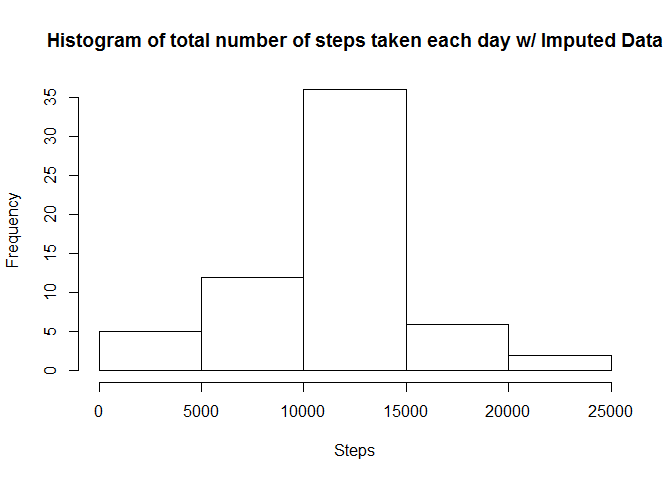 Histogram of total number of steps taken each day w/ Imputed Data
35
30
25
20
15
10
5
0
Frequency
0 5000 10000 15000 20000 25000
Steps